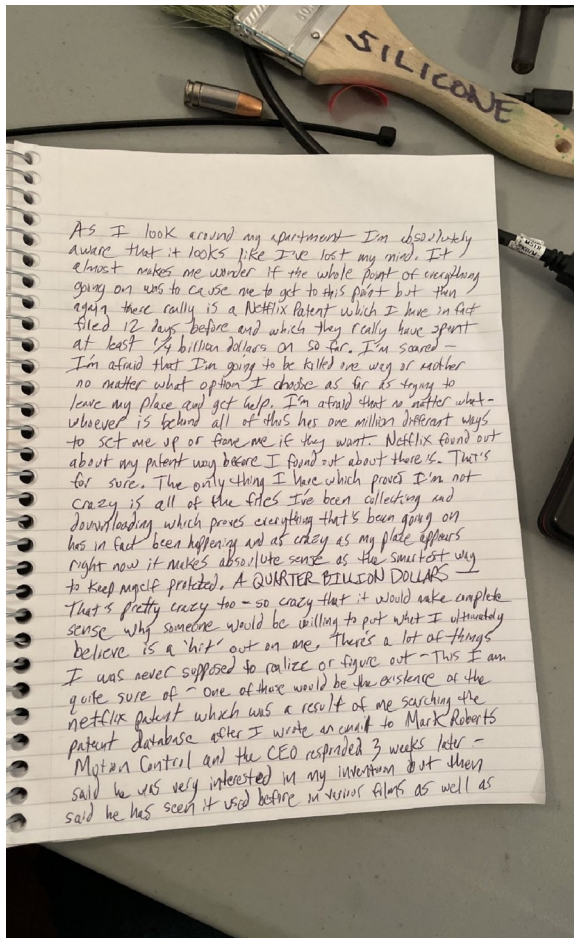 SILICONE
As I look around my apartment I'm absolutely
aware that it looks like I've lost my mind. It
almost makes me wonder if the whole point of everything
going on was to cause me to get to this point but then
again there really is a Netflix Patent which I have in fact
filed 12 days before and which they really have spent
at least 1/4 billion dollars on so far. I'm scared –
I'm afraid that I'm going to be killed one way or another
no matter what option I choose as far as trying to
leave my place and get help. I'm afraid that no matter what –
whoever is behind all of this has one million different ways
to set me up or frame me if they want. Netflix found out
about my patent way before I found out about theirs. That's
for sure. The only thing I have which proves I'm not
crazy is all of the files I've been collecting and
downloading which proves everything that's been going on
has in fact been happening and as crazy as my place appears
right now it makes absolute sense as the smartest way
to keep myself protected. A QUARTER BILLION DOLLARS –
That's pretty crazy too – so crazy that it would make complete
sense why someone would be willing to put what I ultimately
believe is a 'hit' out on me. There's a lot of things
I was never supposed to realize or figure out – This I am
quite sure of – One of those would be the existence of the
netflix patent which was a result of me searching the
patent database after I wrote an email to Mark Roberts
Motion Control and the CEO responded 3 weeks later –
said he was very interested in my invention but then
said he has seen it used before in various films as well as